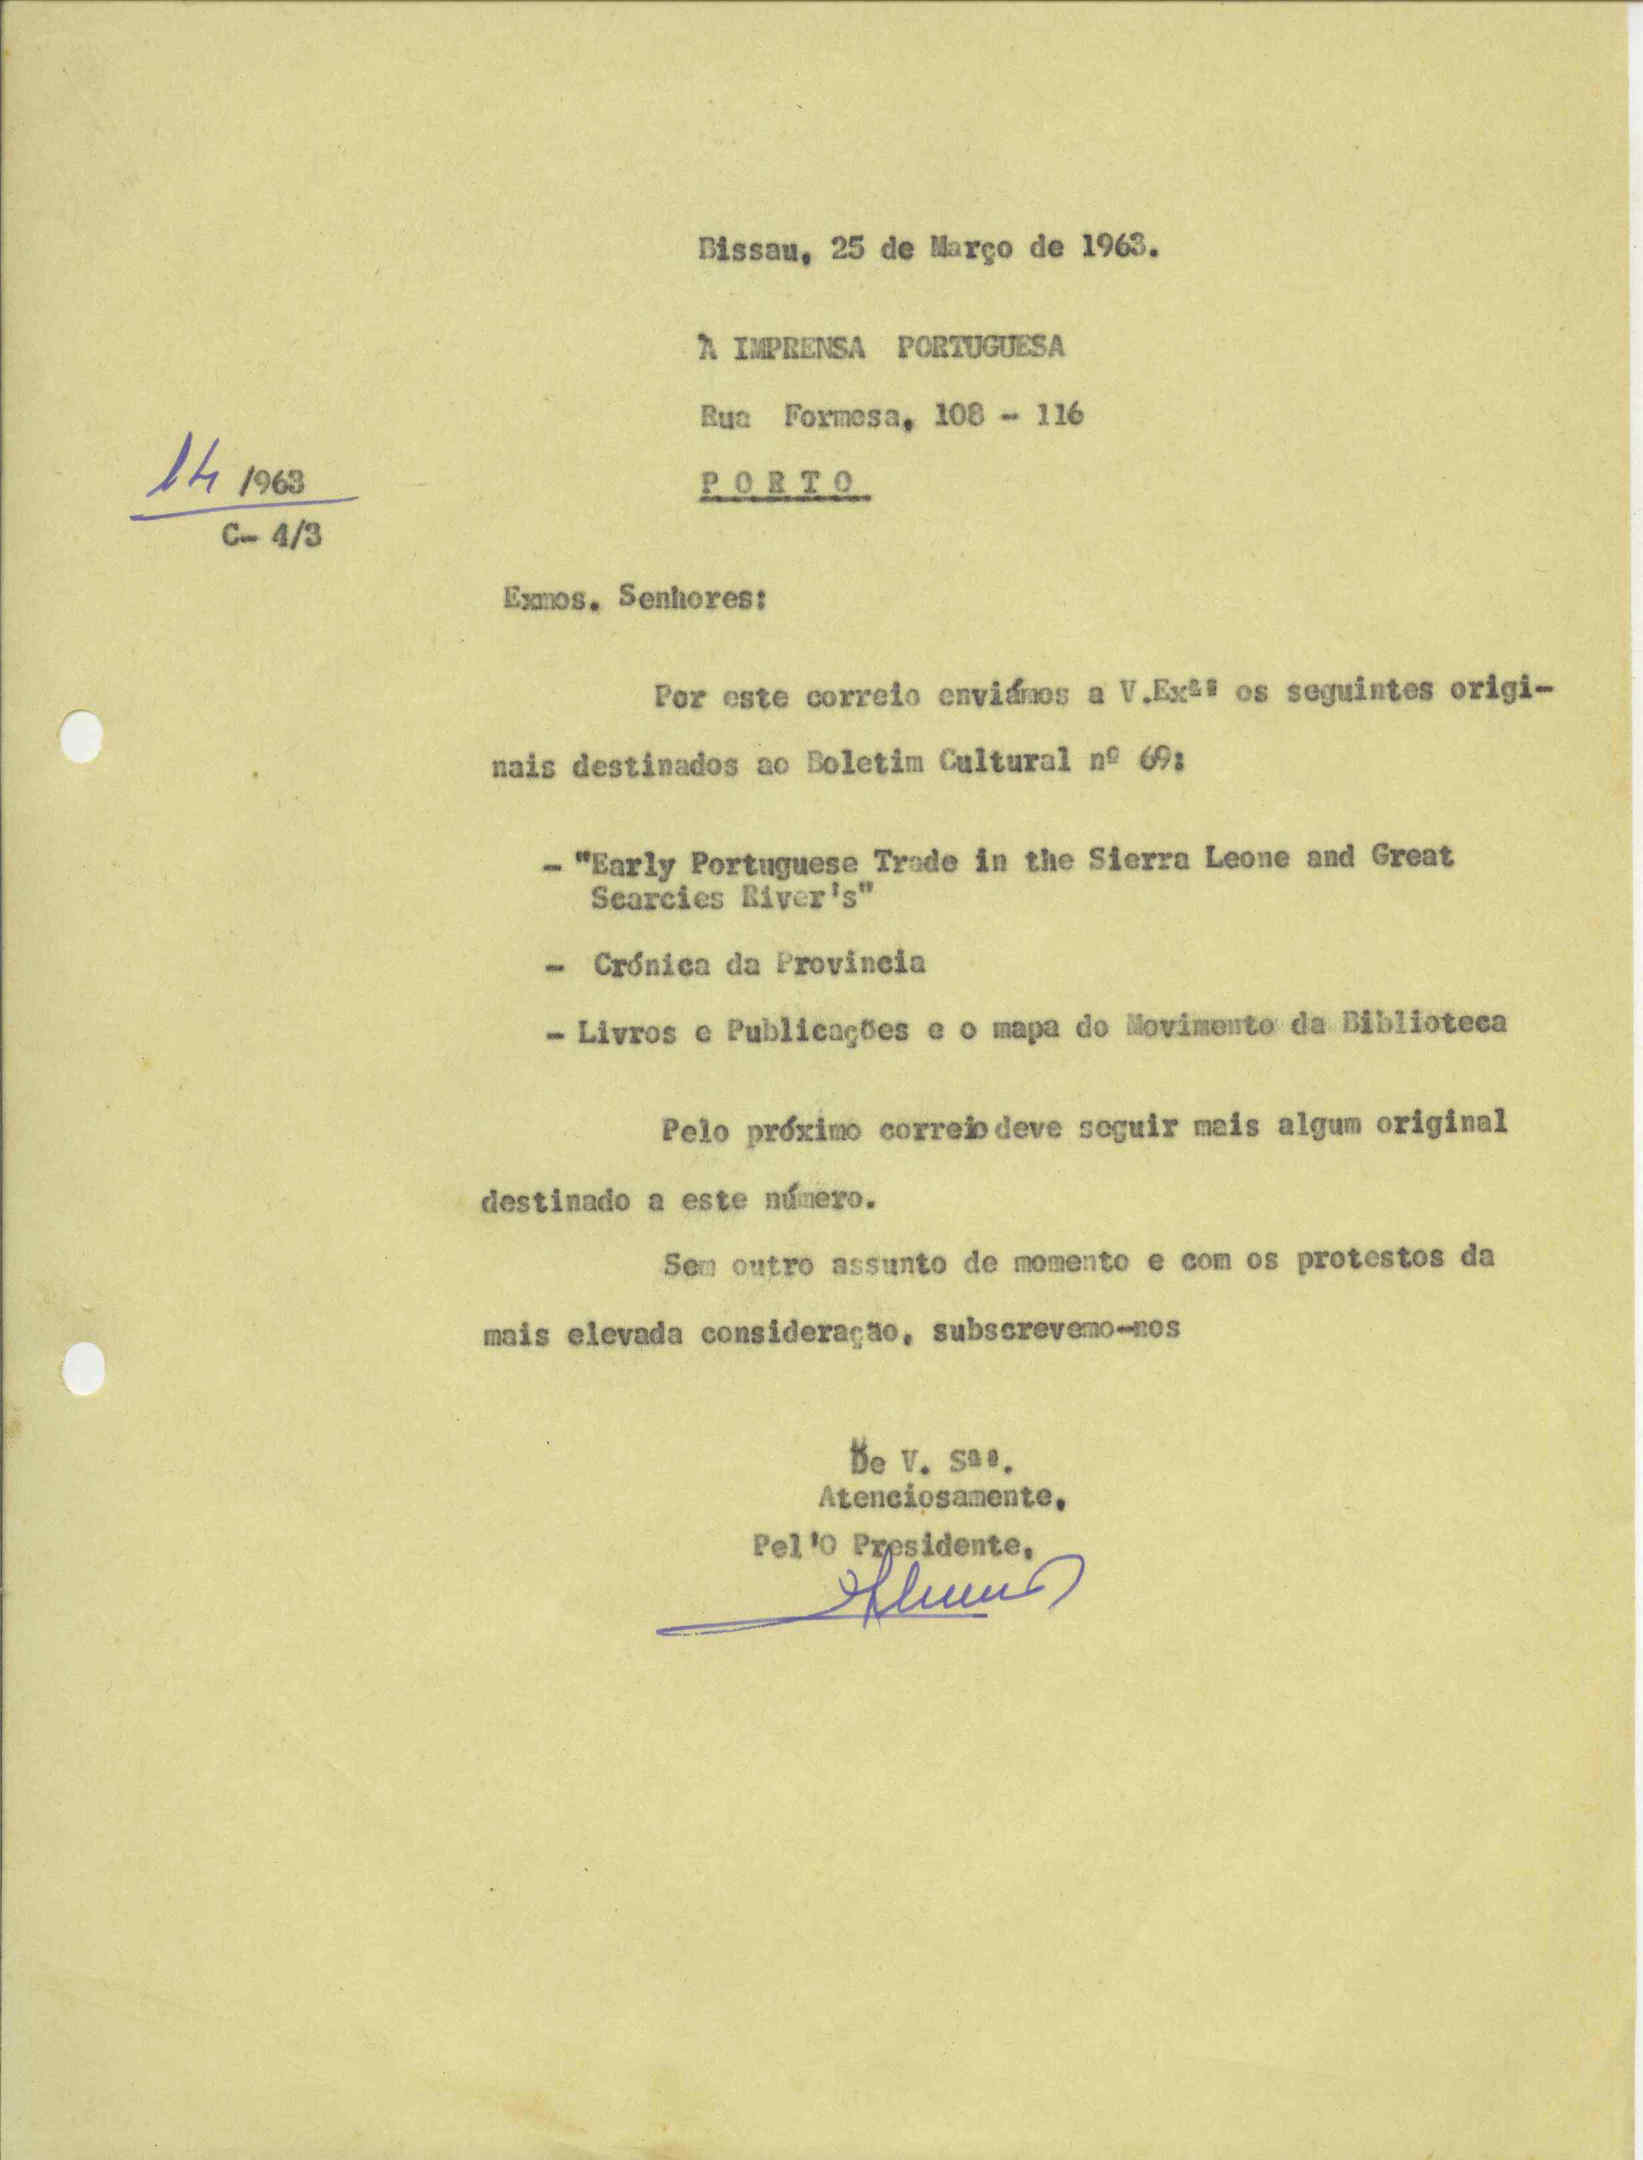 Bissau, 25 de Março de 1963.
À IMPRENSA PORTUGUESA
Rua Formosa, 108 - 116
PORTO
14 /963
C- 4/3
Exmos. Senhores:
Por este correio enviámos a V.Exªˢ os seguintes origi-
nais destinados ao Boletim Cultural nº 69:
- "Early Portuguese Trade in the Sierra Leone and Great
Scarcies River's"
- Crónica da Provincia
- Livros e Publicações e o mapa do Movimento da Biblioteca
Pelo próximo correio deve seguir mais algum original
destinado a este número.
Sem outro assunto de momento e com os protestos da
mais elevada consideração, subscrevemo-nos
De V. Sªˢ.
Atenciosamente,
Pel'O Presidente,